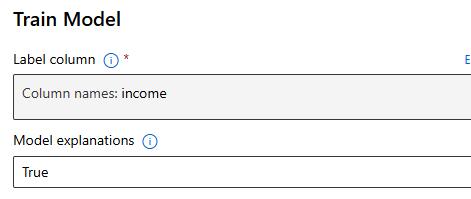 Train Model
Label column *
Column names: income
Model explanations
True